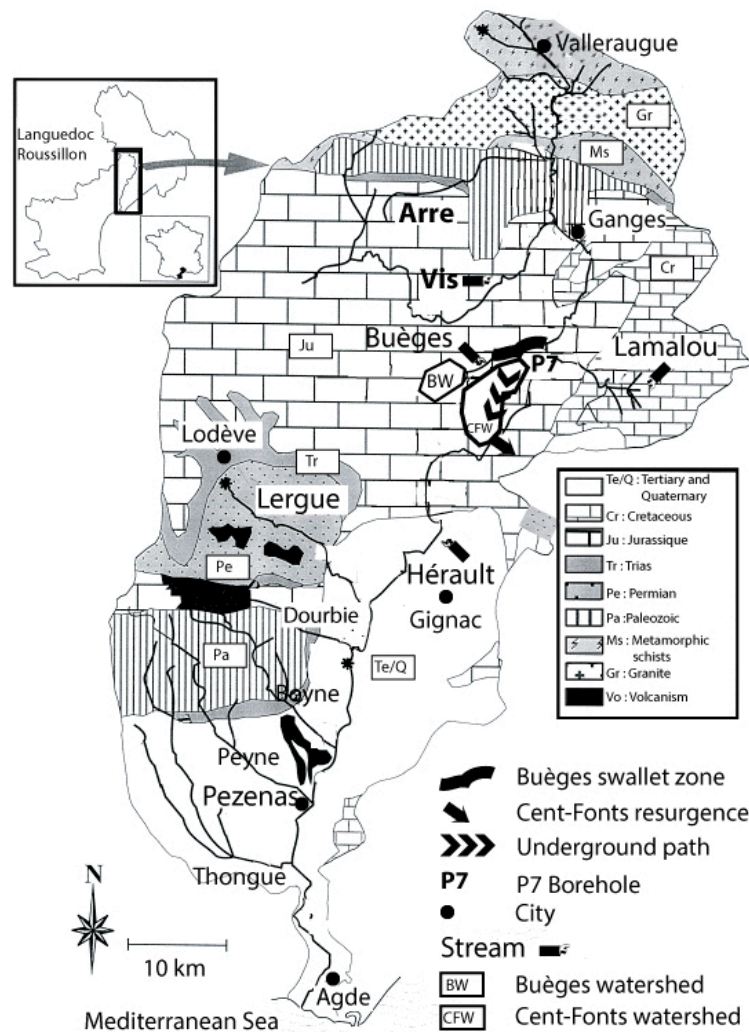 Valleraugue
Languedoc
Roussillon
Gr
Ms
Arre
Ganges
Cr
Vis
Buèges
Ju
P7
Lamalou
BW
CFW
Lodève
Tr
Lergue
Te/Q : Tertiary and
Quaternary
Cr : Cretaceous
Ju : Jurassique
Tr : Trias
Pe : Permian
Pa :Paleozoic
Ms : Metamorphic
schists
Gr : Granite
Vo : Volcanism
Pe
Hérault
Gignac
Dourbie
Pa
Te/Q
Boyne
Peyne
Pezenas
Thongue
N
10 km
Agde
Mediterranean Sea
Buèges swallet zone
Cent-Fonts resurgence
Underground path
P7 P7 Borehole
City
Stream
BW Buèges watershed
CFW Cent-Fonts watershed